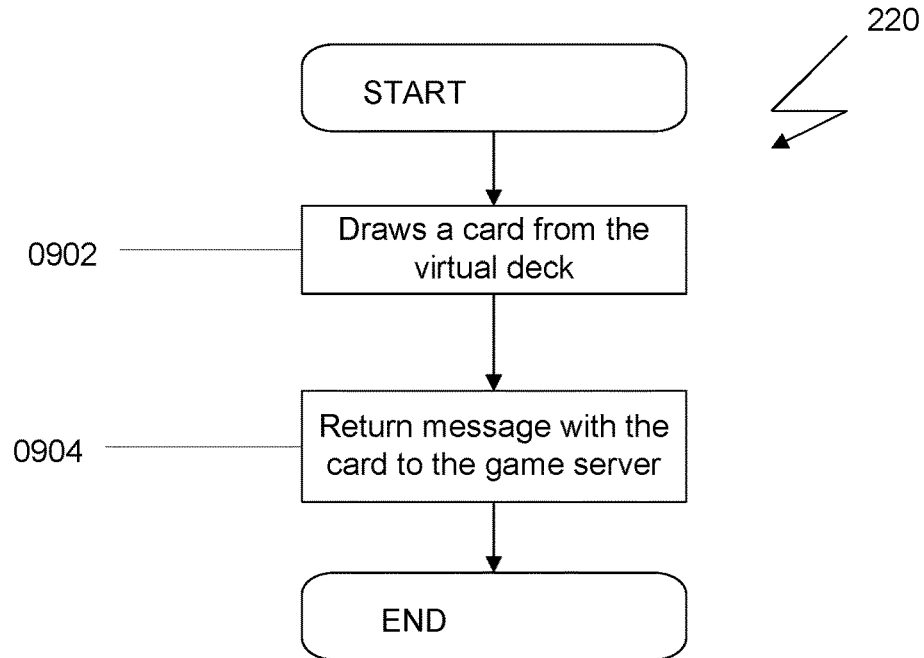 220
START
0902
Draws a card from the
virtual deck
0904
Return message with the
card to the game server
END